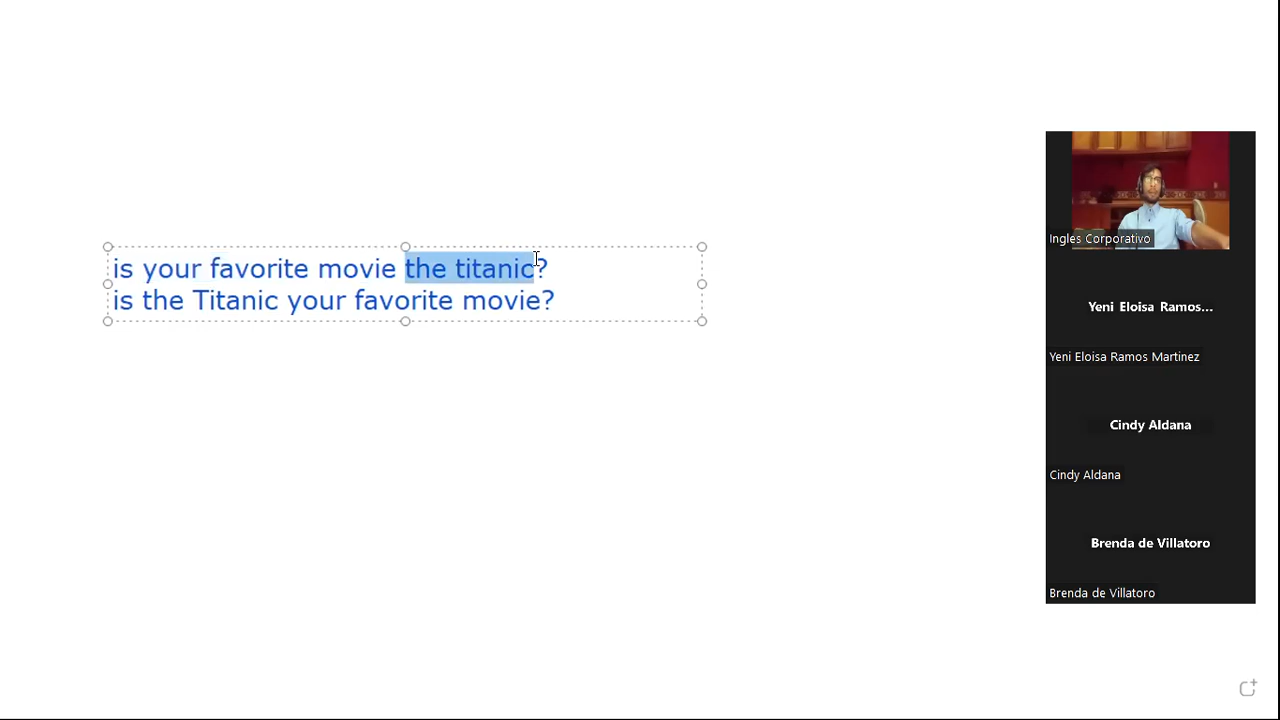 is your favorite movie the titanic?
is the Titanic your favorite movie?
Ingles Corporativo
Yeni Eloisa Ramos...
Yeni Eloisa Ramos Martinez
Cindy Aldana
Cindy Aldana
Brenda de Villatoro
Brenda de Villatoro